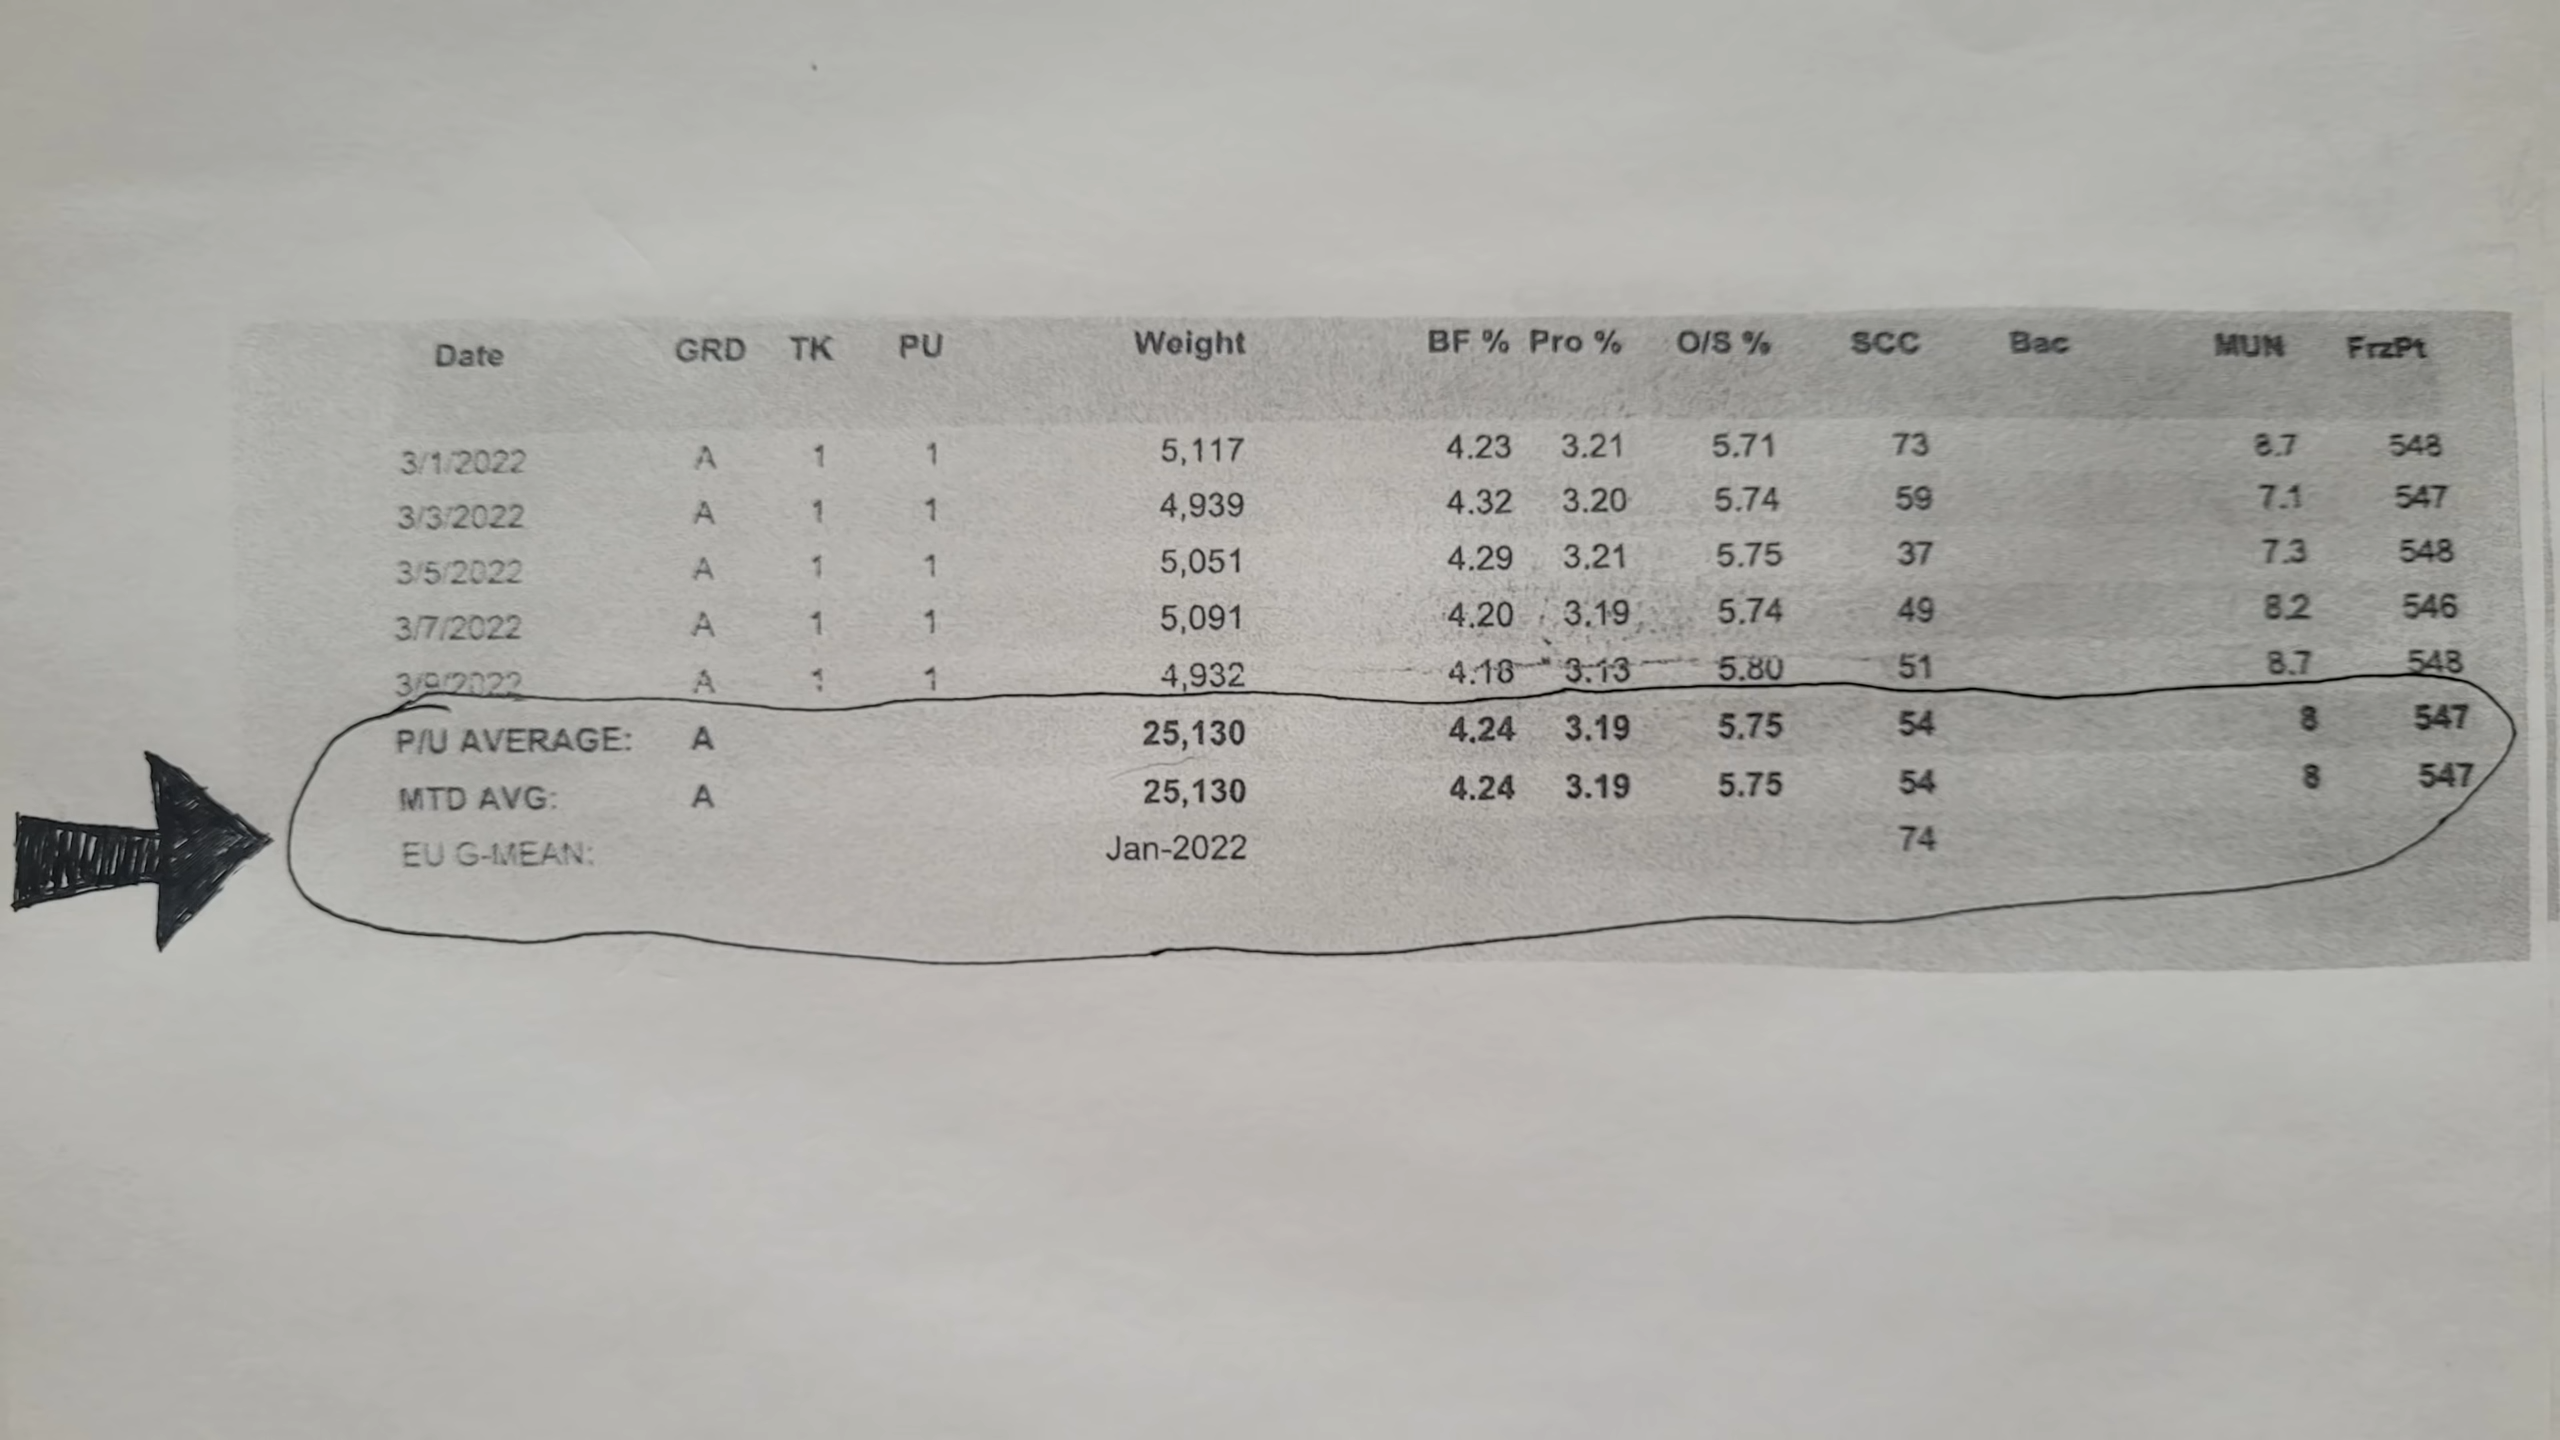 Date GRD TK PU Weight BF % Pro % O/S % SCC Bac MUN FrzPt
3/1/2022 A 1 1 5,117 4.23 3.21 5.71 73 8.7 548
3/3/2022 A 1 1 4,939 4.32 3.20 5.74 59 7.1 547
3/5/2022 A 1 1 5,051 4.29 3.21 5.75 37 7.3 548
3/7/2022 A 1 1 5,091 4.20 3.19 5.74 49 8.2 546
3/9/2022 A 1 1 4,932 4.18 3.13 5.80 51 8.7 548
P/U AVERAGE: A 25,130 4.24 3.19 5.75 54 8 547
MTD AVG: A 25,130 4.24 3.19 5.75 54 8 547
EU G-MEAN: Jan-2022 74